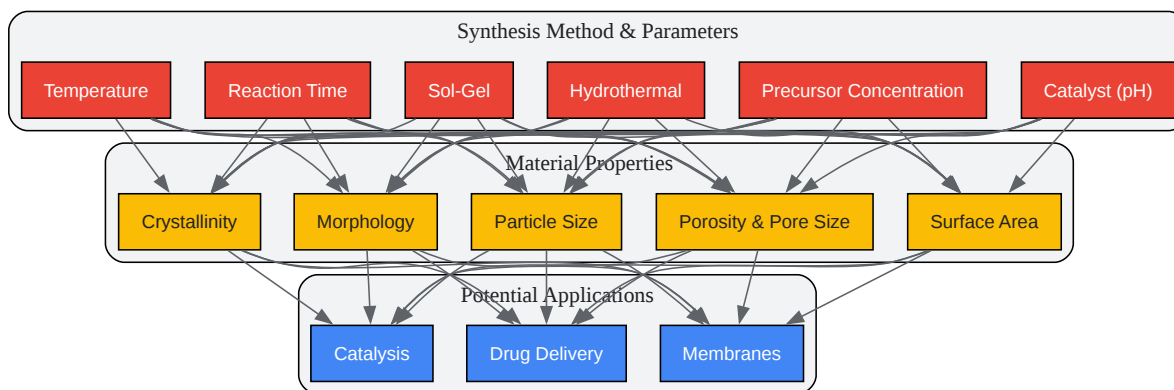 Synthesis Method & Parameters
Temperature
Reaction Time
Sol-Gel
Hydrothermal
Precursor Concentration
Catalyst (pH)
Material Properties
Crystallinity
Morphology
Particle Size
Porosity & Pore Size
Surface Area
Potential Applications
Catalysis
Drug Delivery
Membranes